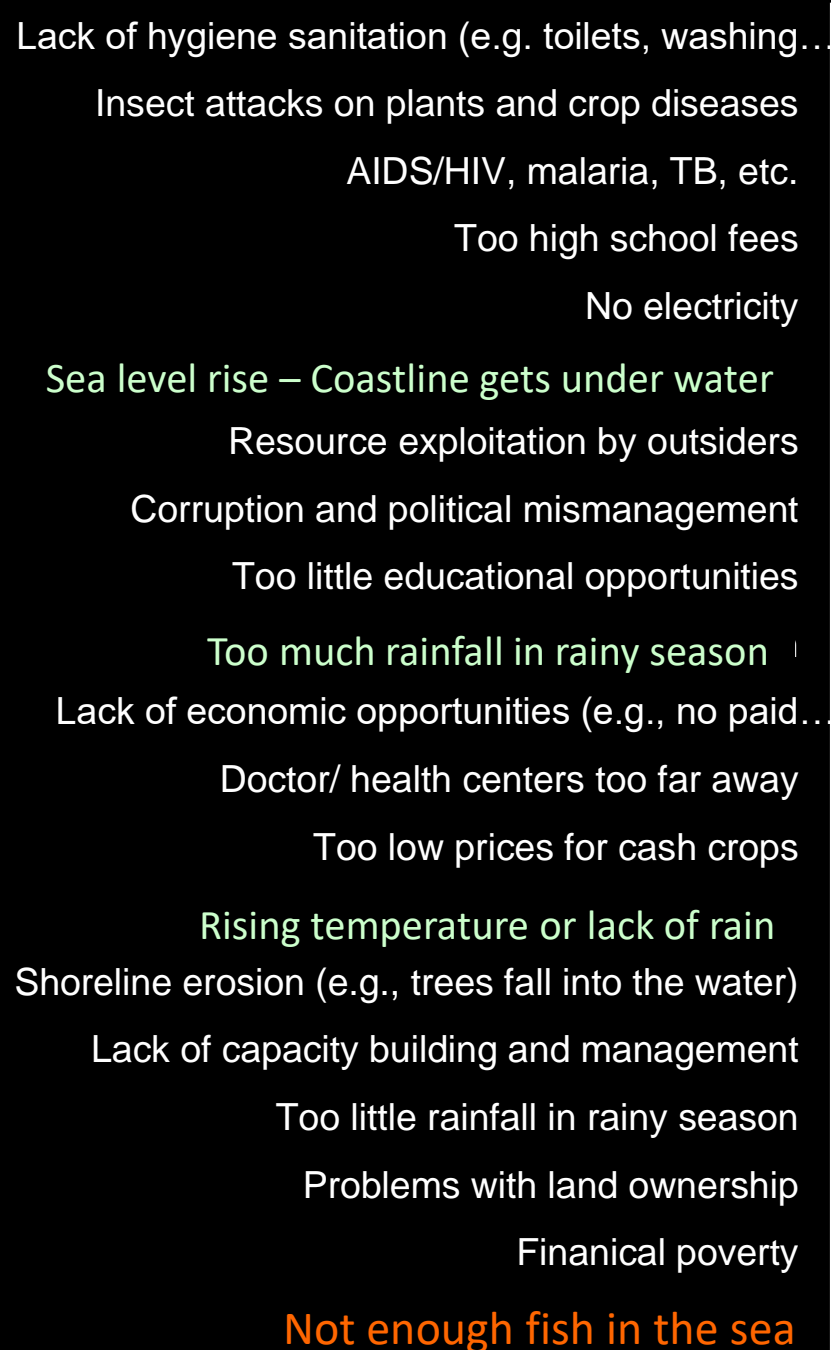 Lack of hygiene sanitation (e.g. toilets, washing…
Insect attacks on plants and crop diseases
AIDS/HIV, malaria, TB, etc.
Too high school fees
No electricity
Sea level rise – Coastline gets under water
Resource exploitation by outsiders
Corruption and political mismanagement
Too little educational opportunities
Too much rainfall in rainy season
Lack of economic opportunities (e.g., no paid…
Doctor/ health centers too far away
Too low prices for cash crops
Rising temperature or lack of rain
Shoreline erosion (e.g., trees fall into the water)
Lack of capacity building and management
Too little rainfall in rainy season
Problems with land ownership
Finanical poverty
Not enough fish in the sea